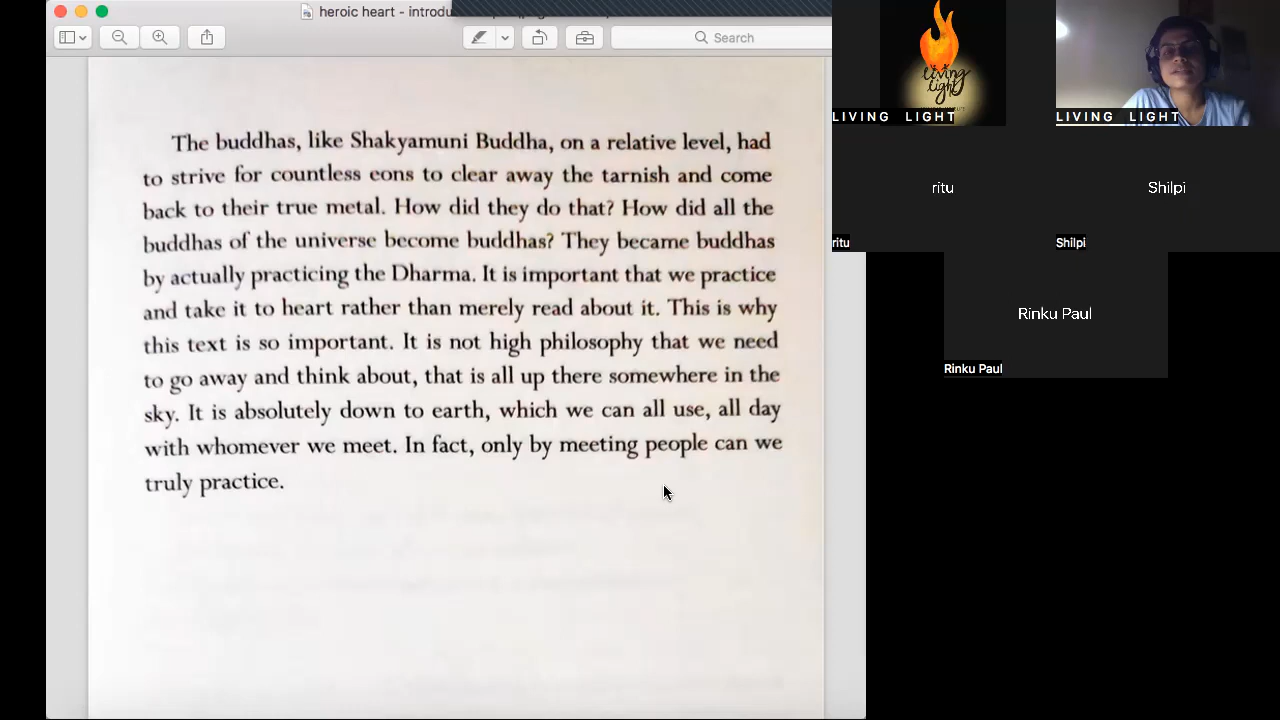 heroic heart - introdu
Search
The buddhas, like Shakyamuni Buddha, on a relative level, had
to strive for countless eons to clear away the tarnish and come
back to their true metal. How did they do that? How did all the
buddhas of the universe become buddhas? They became buddhas
by actually practicing the Dharma. It is important that we practice
and take it to heart rather than merely read about it. This is why
this text is so important. It is not high philosophy that we need
to go away and think about, that is all up there somewhere in the
sky. It is absolutely down to earth, which we can all use, all day
with whomever we meet. In fact, only by meeting people can we
truly practice.
living
light
LIVING LIGHT
LIVING LIGHT
ritu
Shilpi
ritu
Shilpi
Rinku Paul
Rinku Paul